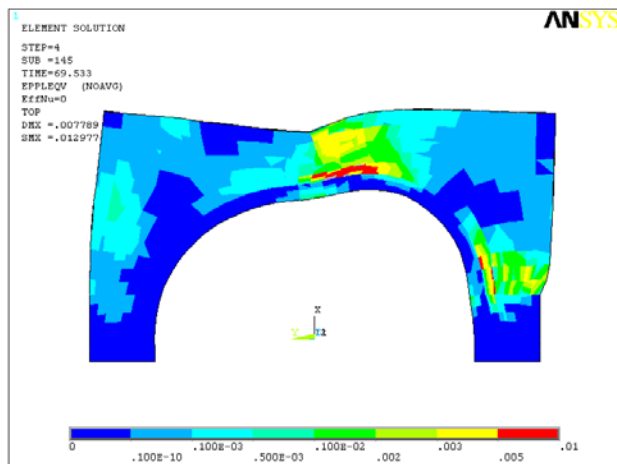 1
ANSYS
ELEMENT SOLUTION
STEP=4
SUB =145
TIME=69.533
EPPLEQV (NOAVG)
EffNu=0
TOP
DMX =.007789
SMX =.012977
X
Y
0 .100E-03 .100E-02 .003 .01
.100E-10 .500E-03 .002 .005